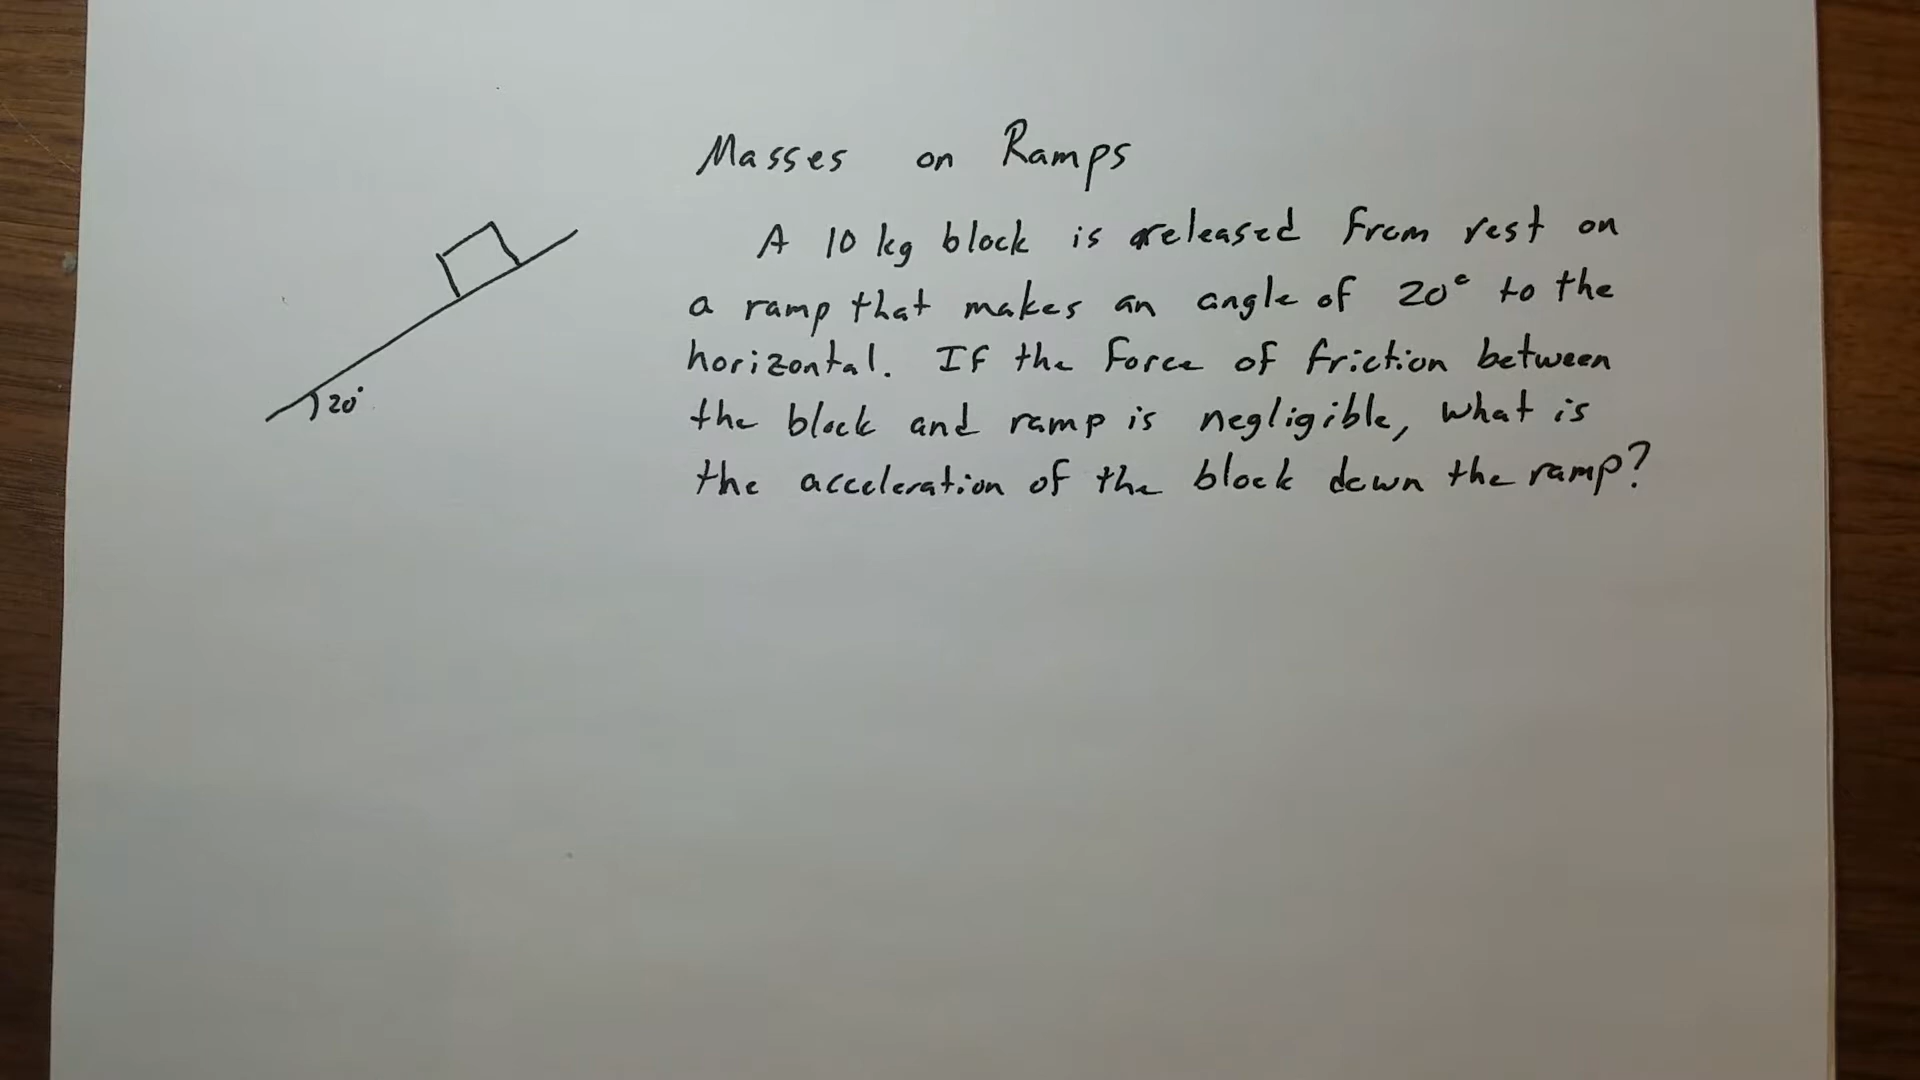 Masses on Ramps
A 10 kg block is released from rest on
a ramp that makes an angle of 20° to the
horizontal. If the force of friction between
the block and ramp is negligible, what is
the acceleration of the block down the ramp?
20°